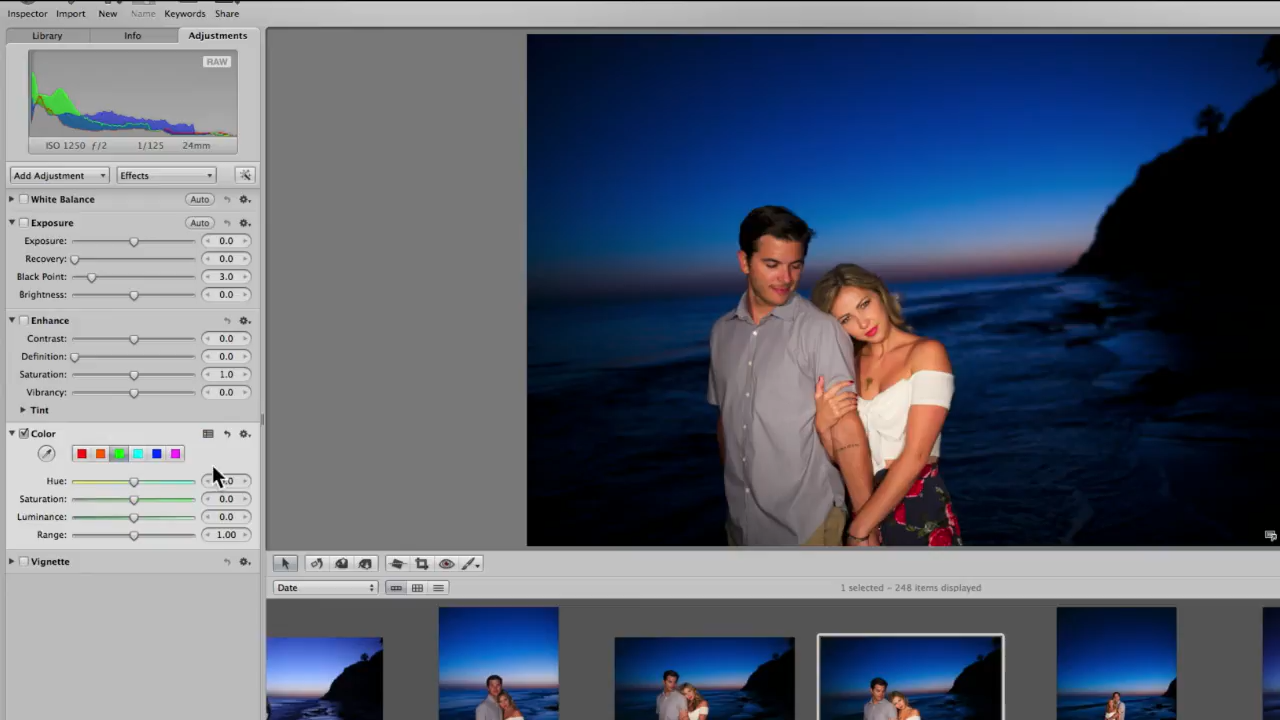 Inspector Import New Name Keywords Share
Library Info Adjustments
RAW
ISO 1250 ƒ/2 1/125 24mm
Add Adjustment Effects
White Balance Auto
Exposure Auto
Exposure: 0.0
Recovery: 0.0
Black Point: 3.0
Brightness: 0.0
Enhance
Contrast: 0.0
Definition: 0.0
Saturation: 1.0
Vibrancy: 0.0
Tint
Color
Hue:
Saturation: 0.0
Luminance: 0.0
Range: 1.00
Vignette
Date 1 selected – 248 items displayed